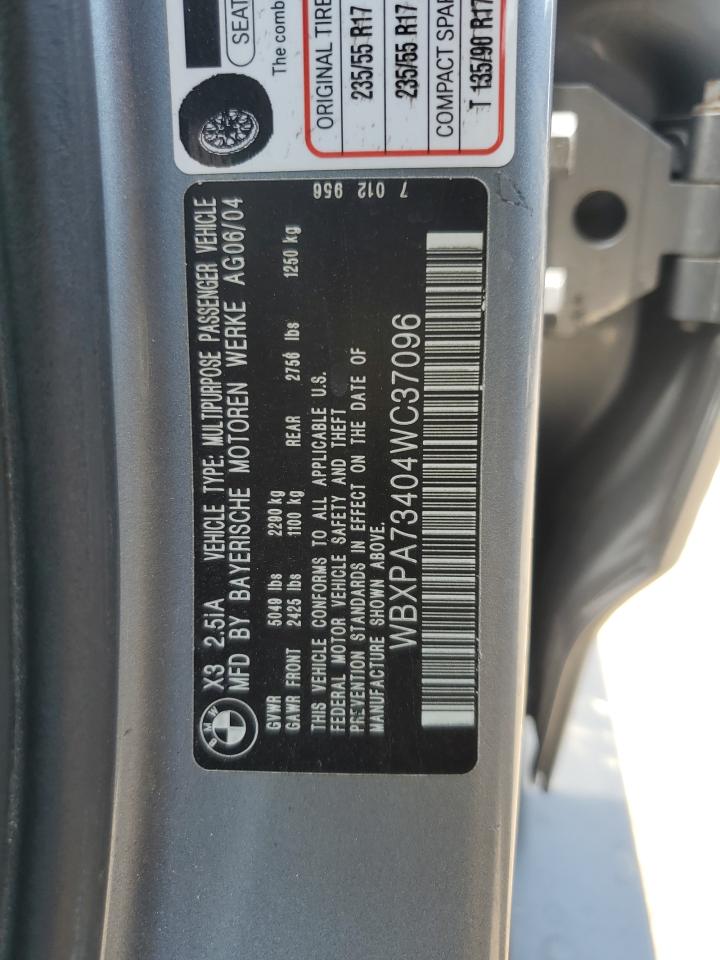 SEAT
The comb
ORIGINAL TIRE
235/55 R17
235/55 R17
COMPACT SPAR
T 135/90 R17
BMW
X3 2.5iA VEHICLE TYPE: MULTIPURPOSE PASSENGER VEHICLE
MFD BY BAYERISCHE MOTOREN WERKE AG06/04
GVWR 5049 lbs 2290 kg
GAWR FRONT 2425 lbs 1100 kg REAR 2756 lbs 1250 kg
THIS VEHICLE CONFORMS TO ALL APPLICABLE U.S.
FEDERAL MOTOR VEHICLE SAFETY AND THEFT
PREVENTION STANDARDS IN EFFECT ON THE DATE OF
MANUFACTURE SHOWN ABOVE.
WBXPA73404WC37096
7 012 956